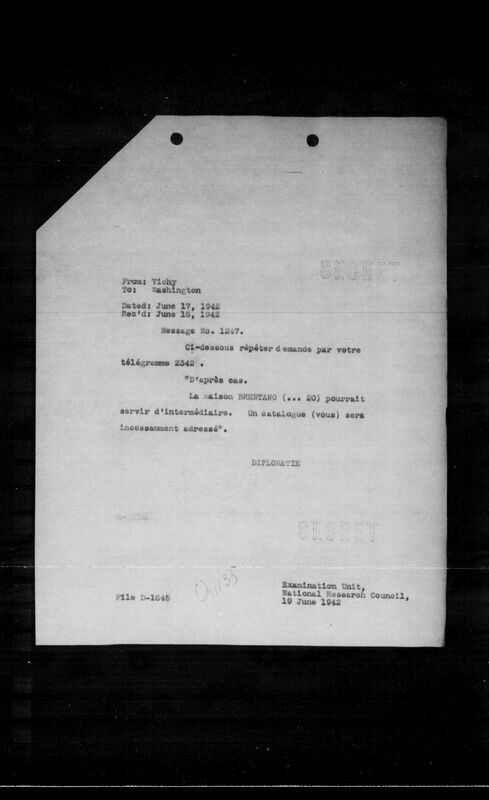 SECRET
From: Vichy
To: Washington
Dated: June 17, 1942
Rec'd: June 18, 1942
Message No. 1247.
Ci-dessous répéter demande par votre
télégramme 2342 .
"D'après cas.
La maison BRENTANO (... 20) pourrait
servir d'intermédiaire. Un catalogue (vous) sera
incessamment adressé".
DIPLOMATIE
SECRET
Examination Unit,
National Research Council,
19 June 1942
File D-1848